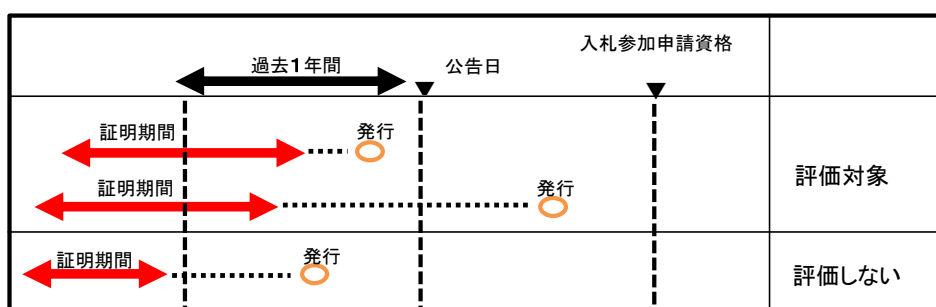 入札参加申請資格
過去1年間
公告日
証明期間
発行
評価対象
証明期間
発行
証明期間
発行
評価しない